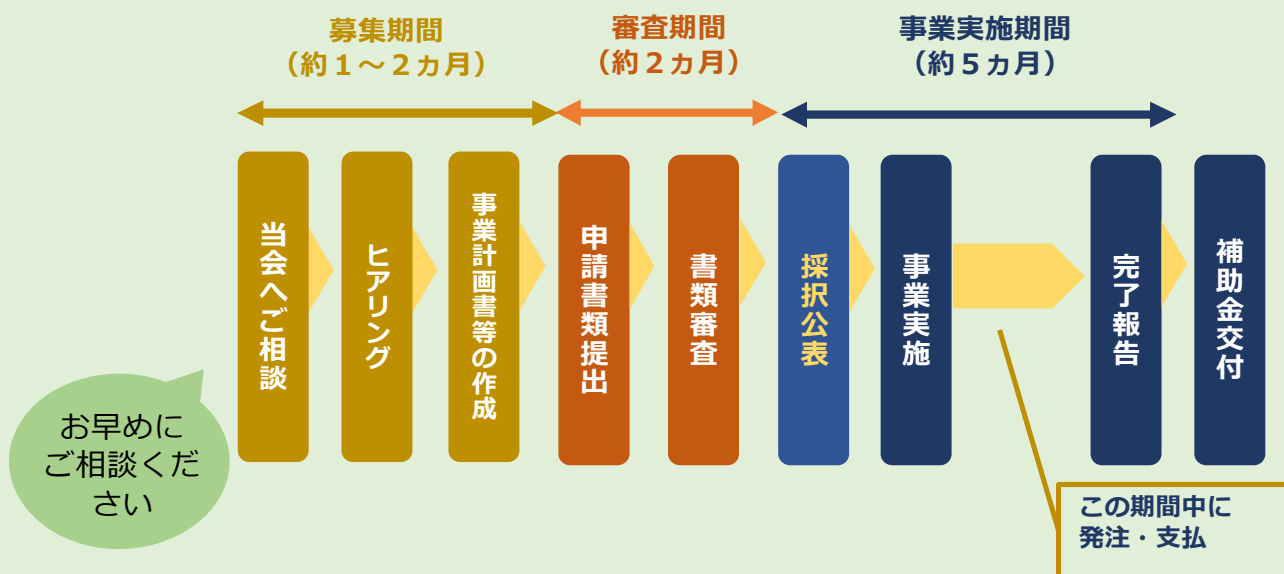 募集期間
（約１～２ヵ月）
審査期間
（約２ヵ月）
事業実施期間
（約５ヵ月）
当会へご相談
ヒアリング
事業計画書等の作成
申請書類提出
書類審査
採択公表
事業実施
完了報告
補助金交付
お早めに
ご相談くだ
さい
この期間中に
発注・支払